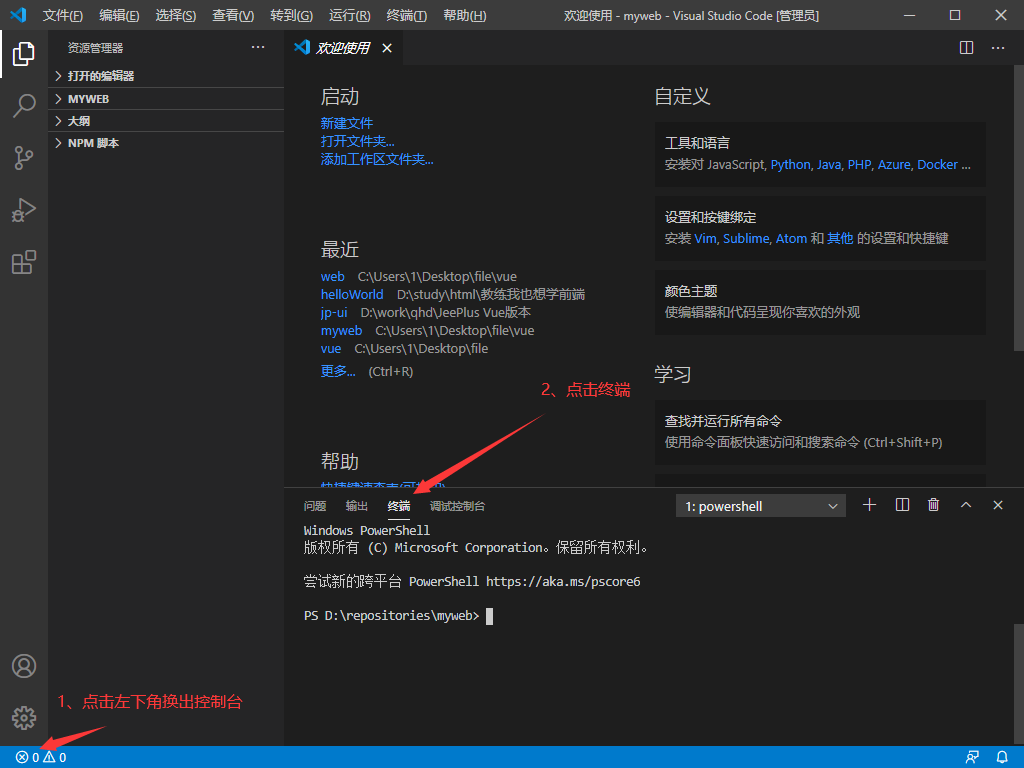 文件(F) 编辑(E) 选择(S) 查看(V) 转到(G) 运行(R) 终端(T) 帮助(H) 欢迎使用 - myweb - Visual Studio Code [管理员]
资源管理器
打开的编辑器
MYWEB
大纲
NPM 脚本
欢迎使用
启动
新建文件
打开文件夹...
添加工作区文件夹...
最近
web C:\Users\1\Desktop\file\vue
helloWorld D:\study\html\教练我也想学前端
jp-ui D:\work\qhd\JeePlus Vue版本
myweb C:\Users\1\Desktop\file\vue
vue C:\Users\1\Desktop\file
更多... (Ctrl+R)
帮助
自定义
工具和语言
安装对 JavaScript, Python, Java, PHP, Azure, Docker ...
设置和按键绑定
安装 Vim, Sublime, Atom 和 其他 的设置和快捷键
颜色主题
使编辑器和代码呈现你喜欢的外观
学习
查找并运行所有命令
使用命令面板快速访问和搜索命令 (Ctrl+Shift+P)
2、点击终端
问题 输出 终端 调试控制台 1: powershell
Windows PowerShell
版权所有 (C) Microsoft Corporation。保留所有权利。
尝试新的跨平台 PowerShell https://aka.ms/pscore6
PS D:\repositories\myweb>
1、点击左下角换出控制台
0 0